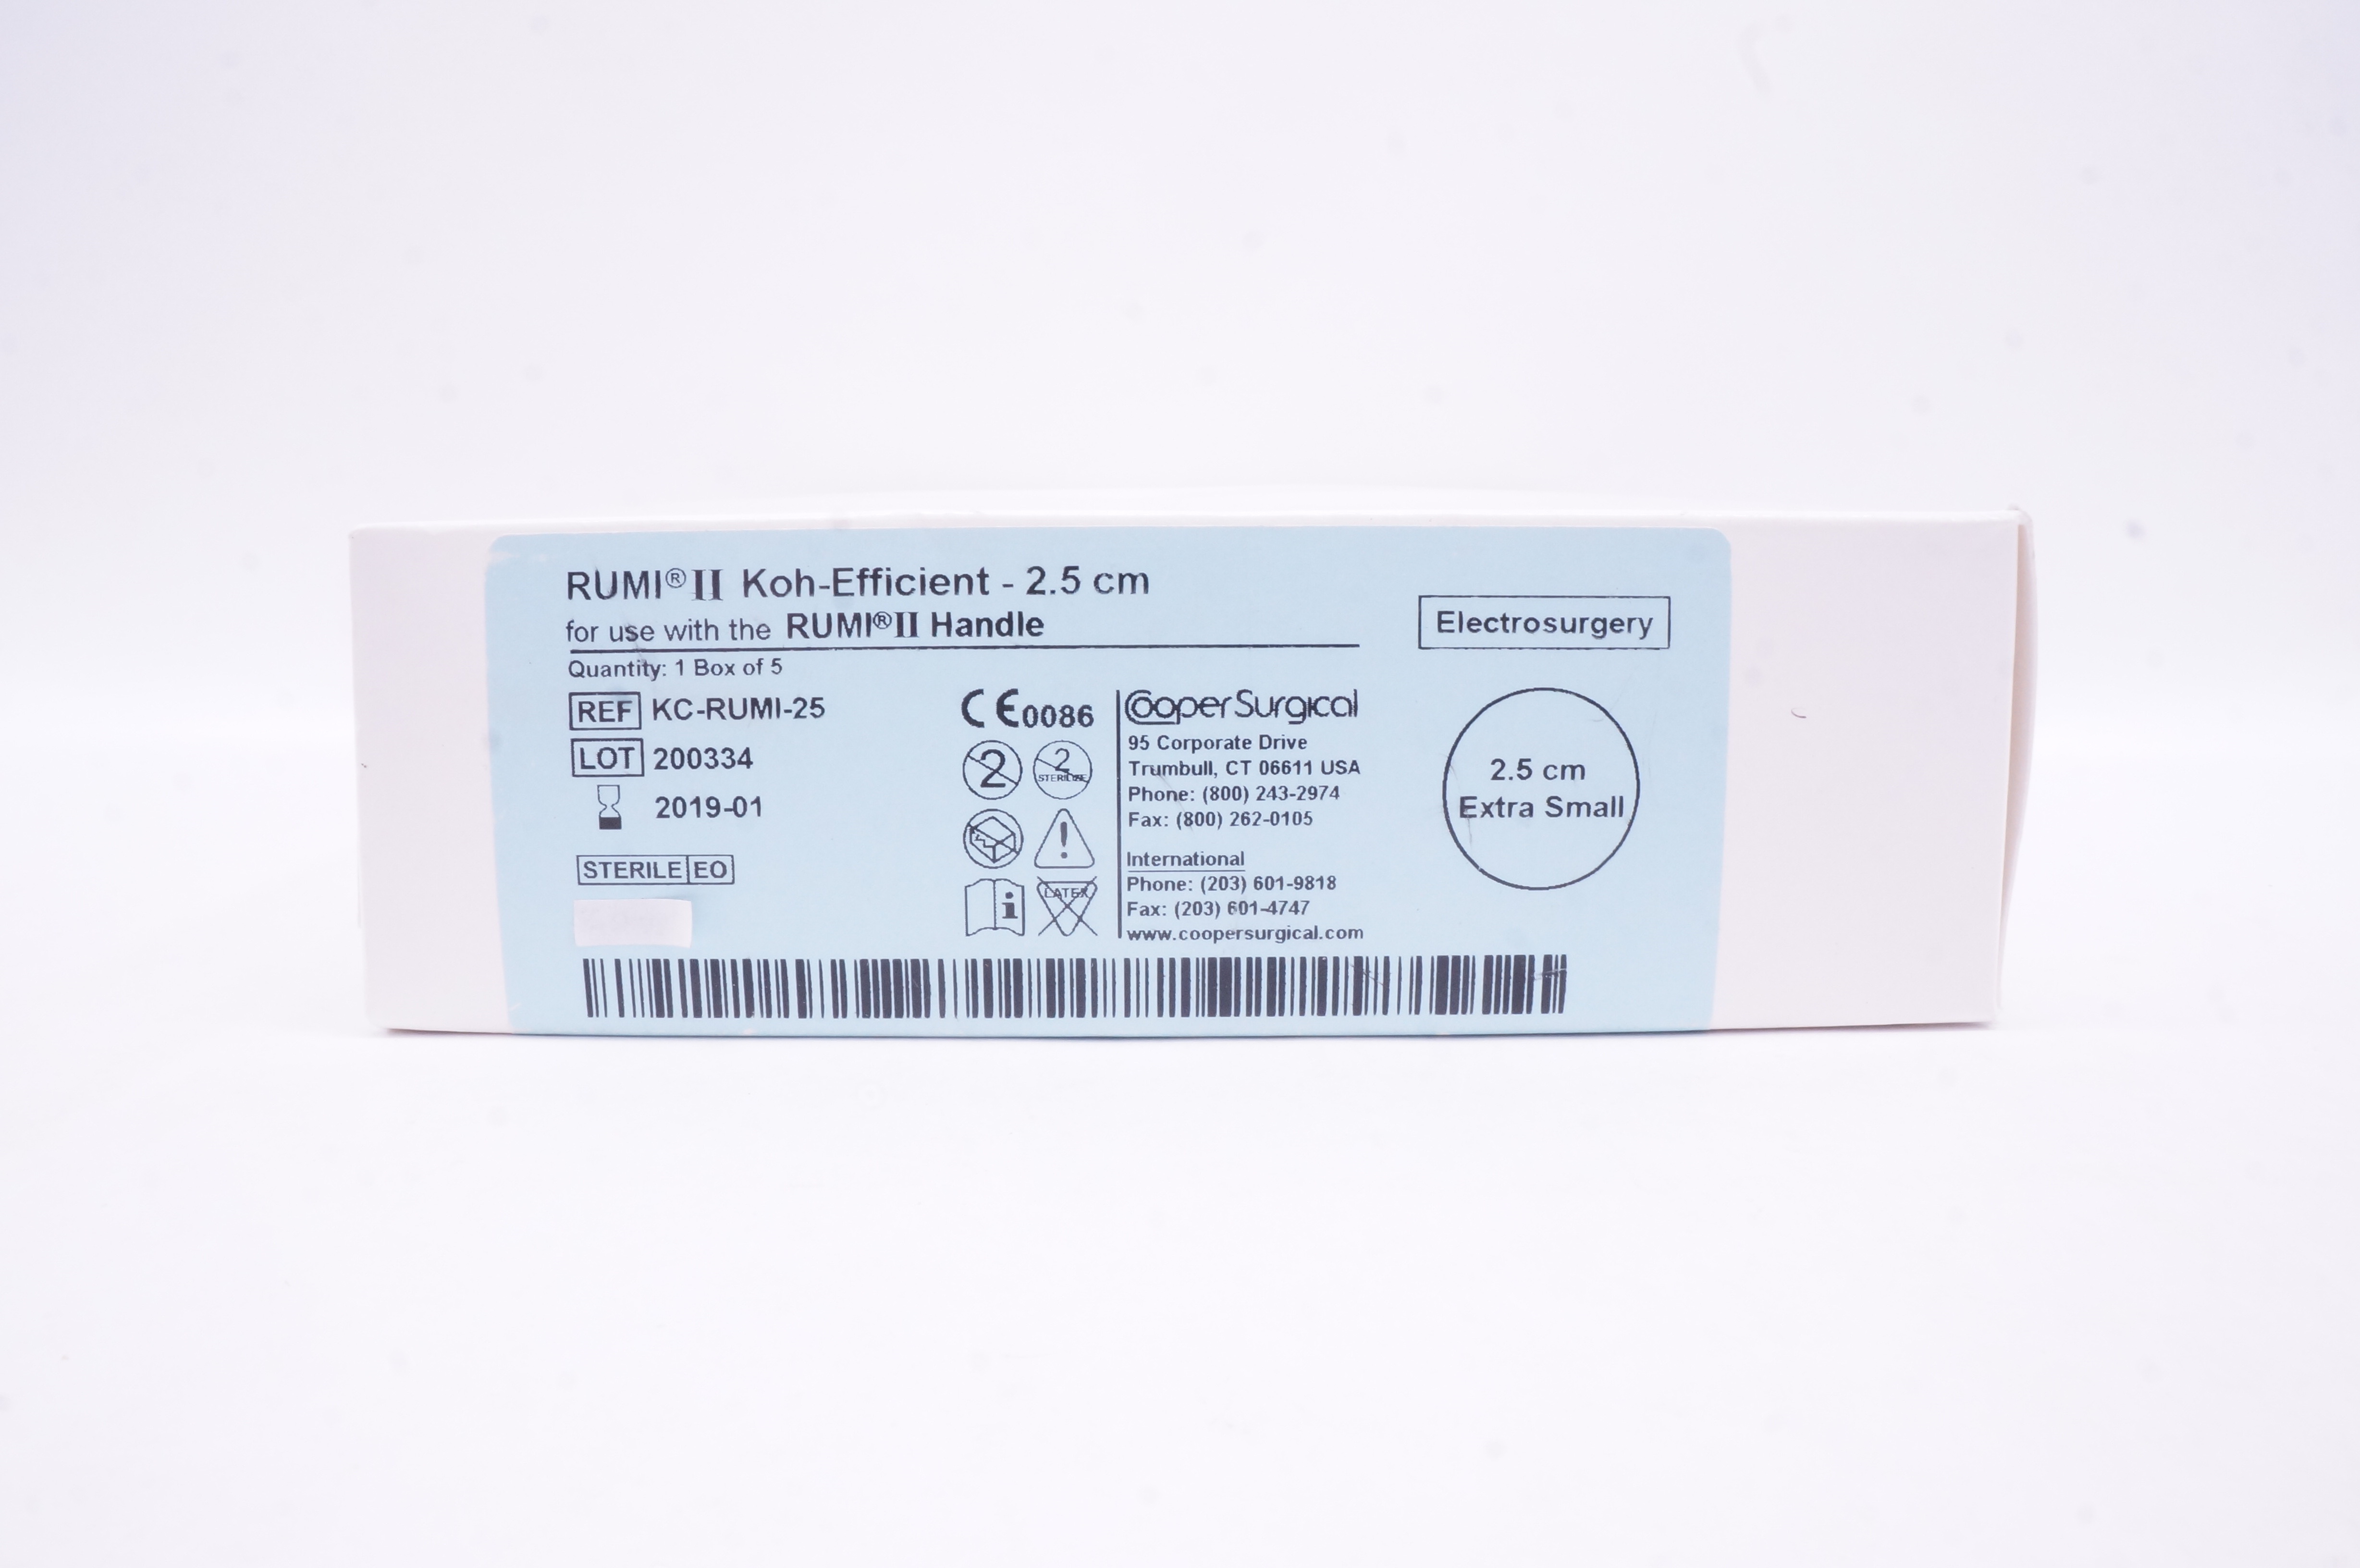 RUMI® II Koh-Efficient - 2.5 cm
for use with the RUMI® II Handle
Quantity: 1 Box of 5
REF KC-RUMI-25
LOT 200334
2019-01
STERILE EO
CE 0086
2
2 STERILIZE
LATEX
CooperSurgical
95 Corporate Drive
Trumbull, CT 06611 USA
Phone: (800) 243-2974
Fax: (800) 262-0105
International
Phone: (203) 601-9818
Fax: (203) 601-4747
www.coopersurgical.com
Electrosurgery
2.5 cm
Extra Small